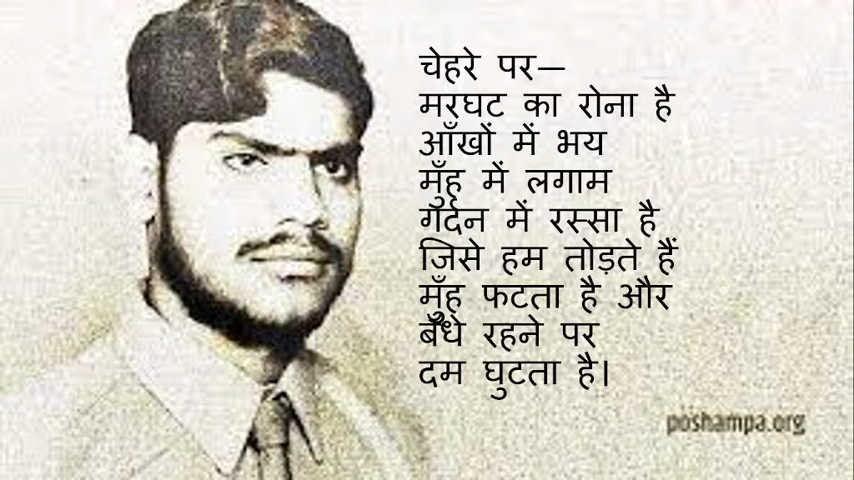 चेहरे पर—
मरघट का रोना है
आँखों में भय
मुँह में लगाम
गर्दन में रस्सा है
जिसे हम तोड़ते हैं
मुँह फटता है और
बँधे रहने पर
दम घुटता है।
poshampa.org